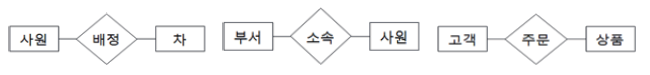 사원 배정 차 부서 소속 사원 고객 주문 상품